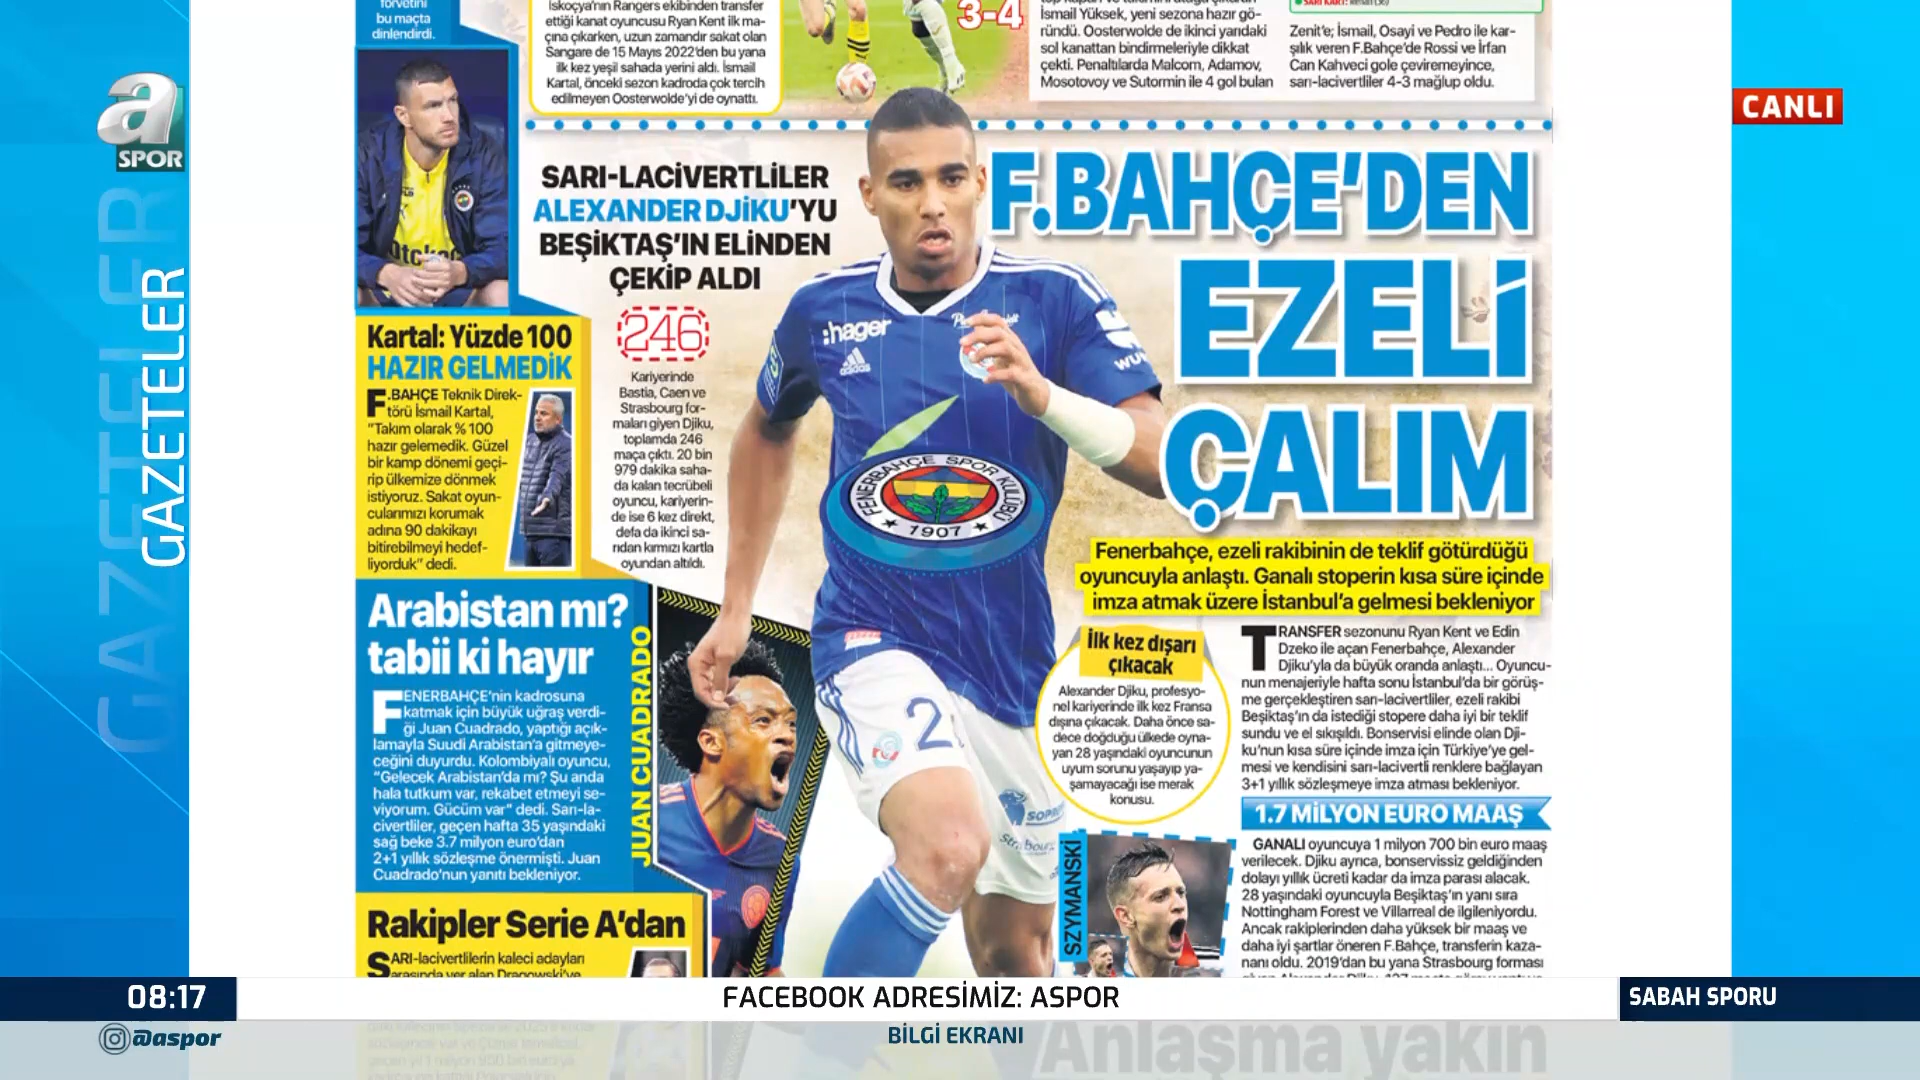 forvetini
bu maçta
dinlendirdi.
İskoçya'nın Rangers ekibinden transfer
ettiği kanat oyuncusu Ryan Kent ilk ma-
çına çıkarken, uzun zamandır sakat olan
Sangare de 15 Mayıs 2022'den bu yana
ilk kez yeşil sahada yerini aldı. İsmail
Kartal, önceki sezon kadroda çok tercih
edilmeyen Oosterwolde'yi de oynattı.
3-4
İsmail Yüksek, yeni sezona hazır gö-
ründü. Oosterwolde de ikinci yarıdaki
sol kanattan bindirmeleriyle dikkat
çekti. Penaltılarda Malcom, Adamov,
Mosotovoy ve Sutormin ile 4 gol bulan
Zenit'e; İsmail, Osayi ve Pedro ile kar-
şılık veren F.Bahçe'de Rossi ve İrfan
Can Kahveci gole çeviremeyince,
sarı-lacivertliler 4-3 mağlup oldu.
a
SPOR
GAZETELER
GAZETELER
CANLI
SARI-LACİVERTLİLER
ALEXANDER DJİKU'YU
BEŞİKTAŞ'IN ELİNDEN
ÇEKİP ALDI
F.BAHÇE'DEN
EZELİ
ÇALIM
246
Kariyerinde
Bastia, Caen ve
Strasbourg for-
maları giyen Djiku,
toplamda 246
maça çıktı. 20 bin
979 dakika saha-
da kalan tecrübeli
oyuncu, kariyerin-
de ise 6 kez direkt,
defa da ikinci sa-
rıdan kırmızı kartla
oyundan altıldı.
Kartal: Yüzde 100
HAZIR GELMEDİK
F.BAHÇE Teknik Direk-
törü İsmail Kartal,
"Takım olarak %100
hazır gelemedik. Güzel
bir kamp dönemi geçi-
rip ülkemize dönmek
istiyoruz. Sakat oyun-
cularımızı korumak
adına 90 dakikayı
bitirebilmeyi hedef-
liyorduk" dedi.
:hager
adidas
FENERBAHÇE SPOR KULÜBÜ
1907
Fenerbahçe, ezeli rakibinin de teklif götürdüğü
oyuncuyla anlaştı. Ganalı stoperin kısa süre içinde
imza atmak üzere İstanbul'a gelmesi bekleniyor
Arabistan mı?
tabii ki hayır
FENERBAHÇE'nin kadrosuna
katmak için büyük uğraş verdi-
ği Juan Cuadrado, yaptığı açık-
lamayla Suudi Arabistan'a gitmeye-
ceğini duyurdu. Kolombiyalı oyuncu,
"Gelecek Arabistan'da mı? Şu anda
hala tutkum var, rekabet etmeyi se-
viyorum. Gücüm var" dedi. Sarı-la-
civertliler, geçen hafta 35 yaşındaki
sağ beke 3.7 milyon euro'dan
2+1 yıllık sözleşme önermişti. Juan
Cuadrado'nun yanıtı bekleniyor.
JUAN CUADRADO
2
İlk kez dışarı
çıkacak
Alexander Djiku, profesyo-
nel kariyerinde ilk kez Fransa
dışına çıkacak. Daha önce sa-
dece doğduğu ülkede oyna-
yan 28 yaşındaki oyuncunun
uyum sorunu yaşayıp ya-
şamayacağı ise merak
konusu.
TRANSFER sezonunu Ryan Kent ve Edin
Dzeko ile açan Fenerbahçe, Alexander
Djiku'yla da büyük oranda anlaştı... Oyuncu-
nun menajeriyle hafta sonu İstanbul'da bir görüş-
me gerçekleştiren sarı-lacivertliler, ezeli rakibi
Beşiktaş'ın da istediği stopere daha iyi bir teklif
sundu ve el sıkışıldı. Bonservisi elinde olan Dji-
ku'nun kısa süre içinde imza için Türkiye'ye gel-
mesi ve kendisini sarı-lacivertli renklere bağlayan
3+1 yıllık sözleşmeye imza atması bekleniyor.
1.7 MİLYON EURO MAAŞ
GANALI oyuncuya 1 milyon 700 bin euro maaş
verilecek. Djiku ayrıca, bonservissiz geldiğinden
dolayı yıllık ücreti kadar da imza parası alacak.
28 yaşındaki oyuncuyla Beşiktaş'ın yanı sıra
Nottingham Forest ve Villarreal de ilgileniyordu.
Ancak rakiplerinden daha yüksek bir maaş ve
daha iyi şartlar öneren F.Bahçe, transferin kaza-
nanı oldu. 2019'dan bu yana Strasbourg forması
SZYMANSKİ
Rakipler Serie A'dan
SARI-lacivertlilerin kaleci adayları
arasında yer alan Dragowski'ye
08:17
FACEBOOK ADRESİMİZ: ASPOR
SABAH SPORU
@aspor
BİLGİ EKRANI
Anlaşma yakın